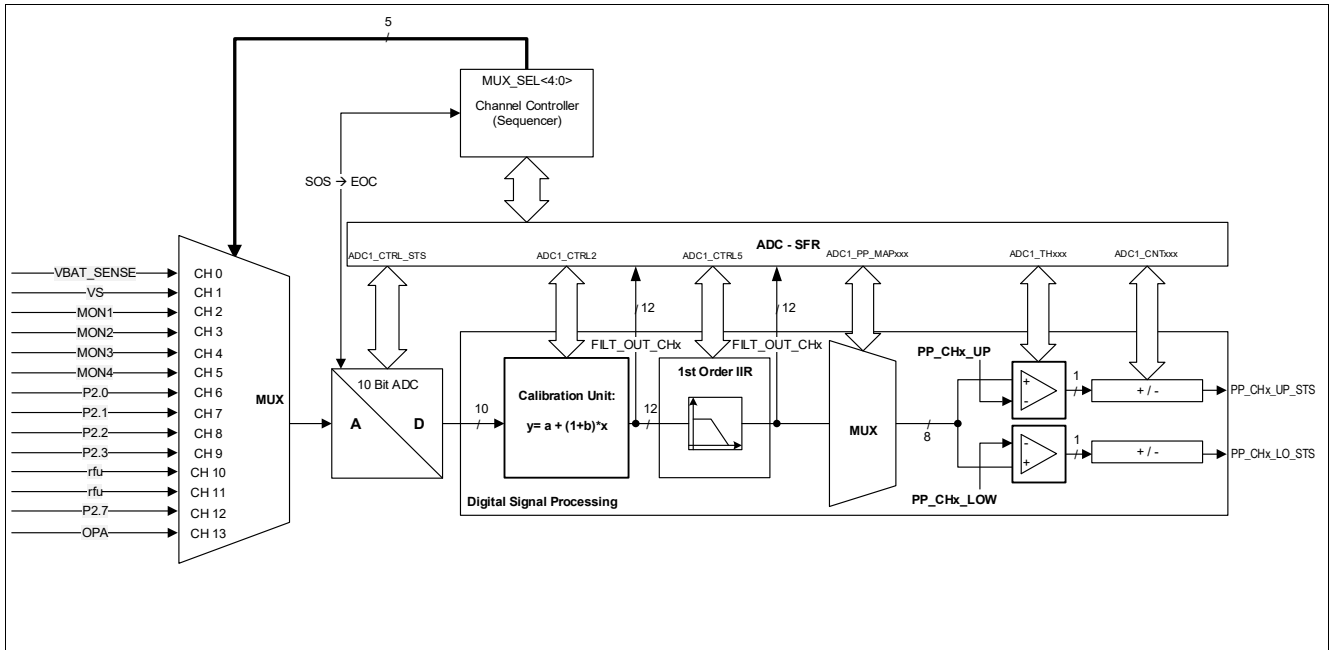 5
MUX_SEL<4:0>
Channel Controller
(Sequencer)
SOS → EOC
ADC - SFR
ADC1_CTRL_STS
ADC1_CTRL2
ADC1_CTRL5
ADC1_PP_MAPxxx
ADC1_THxxx
ADC1_CNTxxx
VBAT_SENSE
CH 0
VS
CH 1
MON1
CH 2
MON2
CH 3
MON3
CH 4
MON4
CH 5
P2.0
CH 6
P2.1
CH 7
P2.2
CH 8
P2.3
CH 9
rfu
CH 10
rfu
CH 11
P2.7
CH 12
OPA
CH 13
MUX
10 Bit ADC
A
D
10
12
12
FILT_OUT_CHx
FILT_OUT_CHx
Calibration Unit:
y= a + (1+b)*x
12
1st Order IIR
MUX
8
PP_CHx_UP
+
-
1
+ / -
PP_CHx_UP_STS
-
+
1
+ / -
PP_CHx_LO_STS
PP_CHx_LOW
Digital Signal Processing